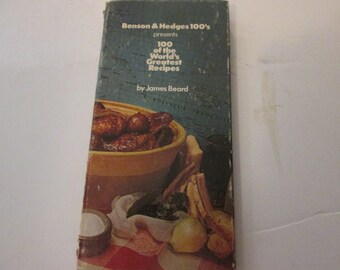 Benson & Hedges 100's
presents
100
of the
World's
Greatest
Recipes
by James Beard